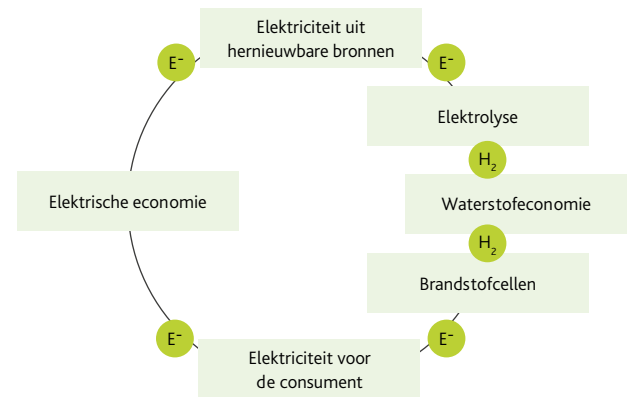 Elektriciteit uit
hernieuwbare bronnen
E⁻
E⁻
Elektrolyse
H₂
Elektrische economie
Waterstofeconomie
H₂
Brandstofcellen
E⁻
E⁻
Elektriciteit voor
de consument